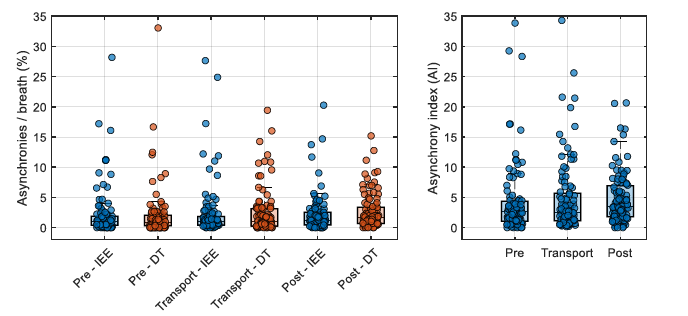 Asynchronies / breath (%)
35
30
25
20
15
10
5
0
Pre - IEE
Pre - DT
Transport - IEE
Transport - DT
Post - IEE
Post - DT
Asynchrony index (AI)
35
30
25
20
15
10
5
0
Pre
Transport
Post